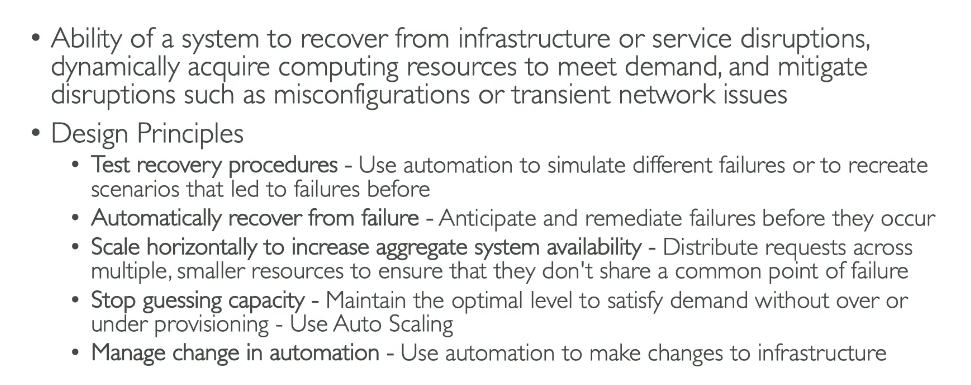 • Ability of a system to recover from infrastructure or service disruptions,
dynamically acquire computing resources to meet demand, and mitigate
disruptions such as misconfigurations or transient network issues
• Design Principles
• Test recovery procedures - Use automation to simulate different failures or to recreate
scenarios that led to failures before
• Automatically recover from failure - Anticipate and remediate failures before they occur
• Scale horizontally to increase aggregate system availability - Distribute requests across
multiple, smaller resources to ensure that they don't share a common point of failure
• Stop guessing capacity - Maintain the optimal level to satisfy demand without over or
under provisioning - Use Auto Scaling
• Manage change in automation - Use automation to make changes to infrastructure